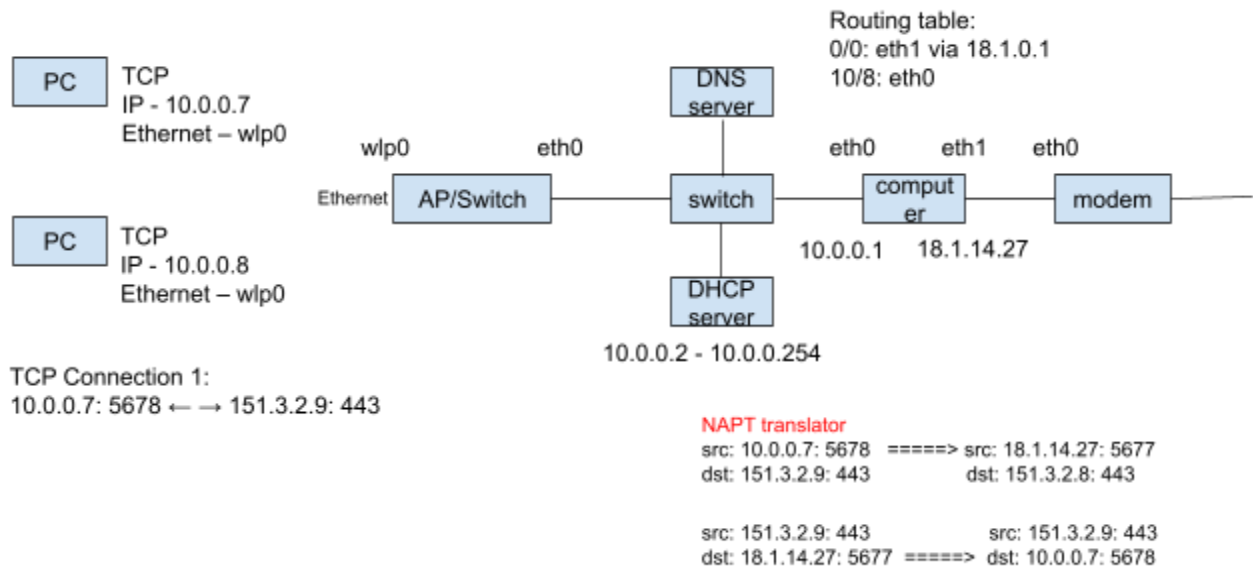 Routing table:
0/0: eth1 via 18.1.0.1
10/8: eth0
PC
TCP
IP - 10.0.0.7
Ethernet – wlp0
DNS
server
wlp0
eth0
eth0
eth1
eth0
Ethernet
AP/Switch
switch
comput
er
modem
PC
TCP
IP - 10.0.0.8
Ethernet – wlp0
10.0.0.1
18.1.14.27
DHCP
server
10.0.0.2 - 10.0.0.254
TCP Connection 1:
10.0.0.7: 5678 ← → 151.3.2.9: 443
NAPT translator
src: 10.0.0.7: 5678 =====> src: 18.1.14.27: 5677
dst: 151.3.2.9: 443 dst: 151.3.2.8: 443
src: 151.3.2.9: 443 src: 151.3.2.9: 443
dst: 18.1.14.27: 5677 =====> dst: 10.0.0.7: 5678